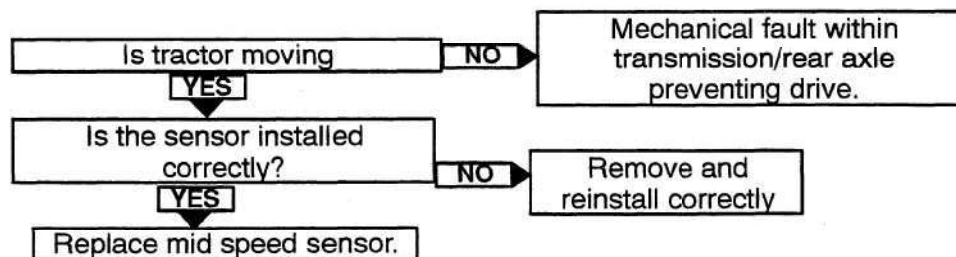 Is tractor moving
NO
Mechanical fault within
transmission/rear axle
preventing drive.
YES
Is the sensor installed
correctly?
NO
Remove and
reinstall correctly
YES
Replace mid speed sensor.